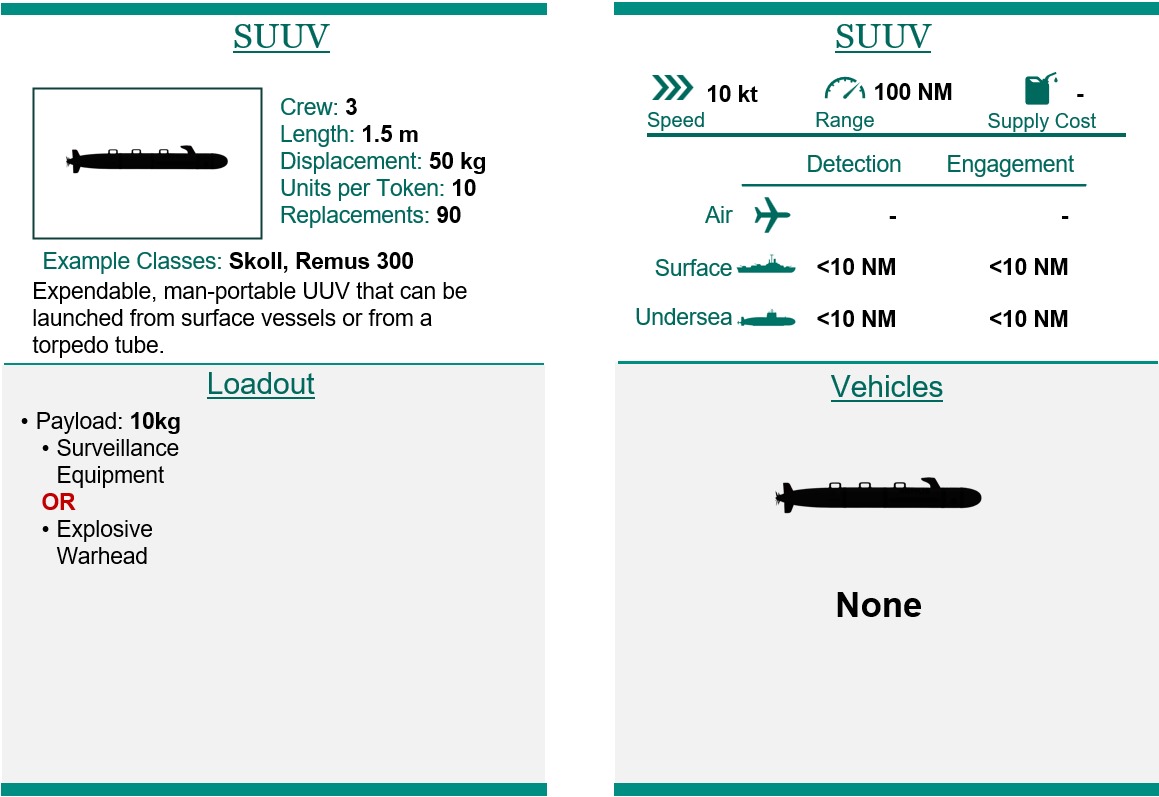 SUUV
Crew: 3
Length: 1.5 m
Displacement: 50 kg
Units per Token: 10
Replacements: 90
Example Classes: Skoll, Remus 300
Expendable, man-portable UUV that can be
launched from surface vessels or from a
torpedo tube.
Loadout
• Payload: 10kg
• Surveillance
Equipment
OR
• Explosive
Warhead
SUUV
10 kt 100 NM -
Speed Range Supply Cost
Detection Engagement
Air - -
Surface <10 NM <10 NM
Undersea <10 NM <10 NM
Vehicles
None